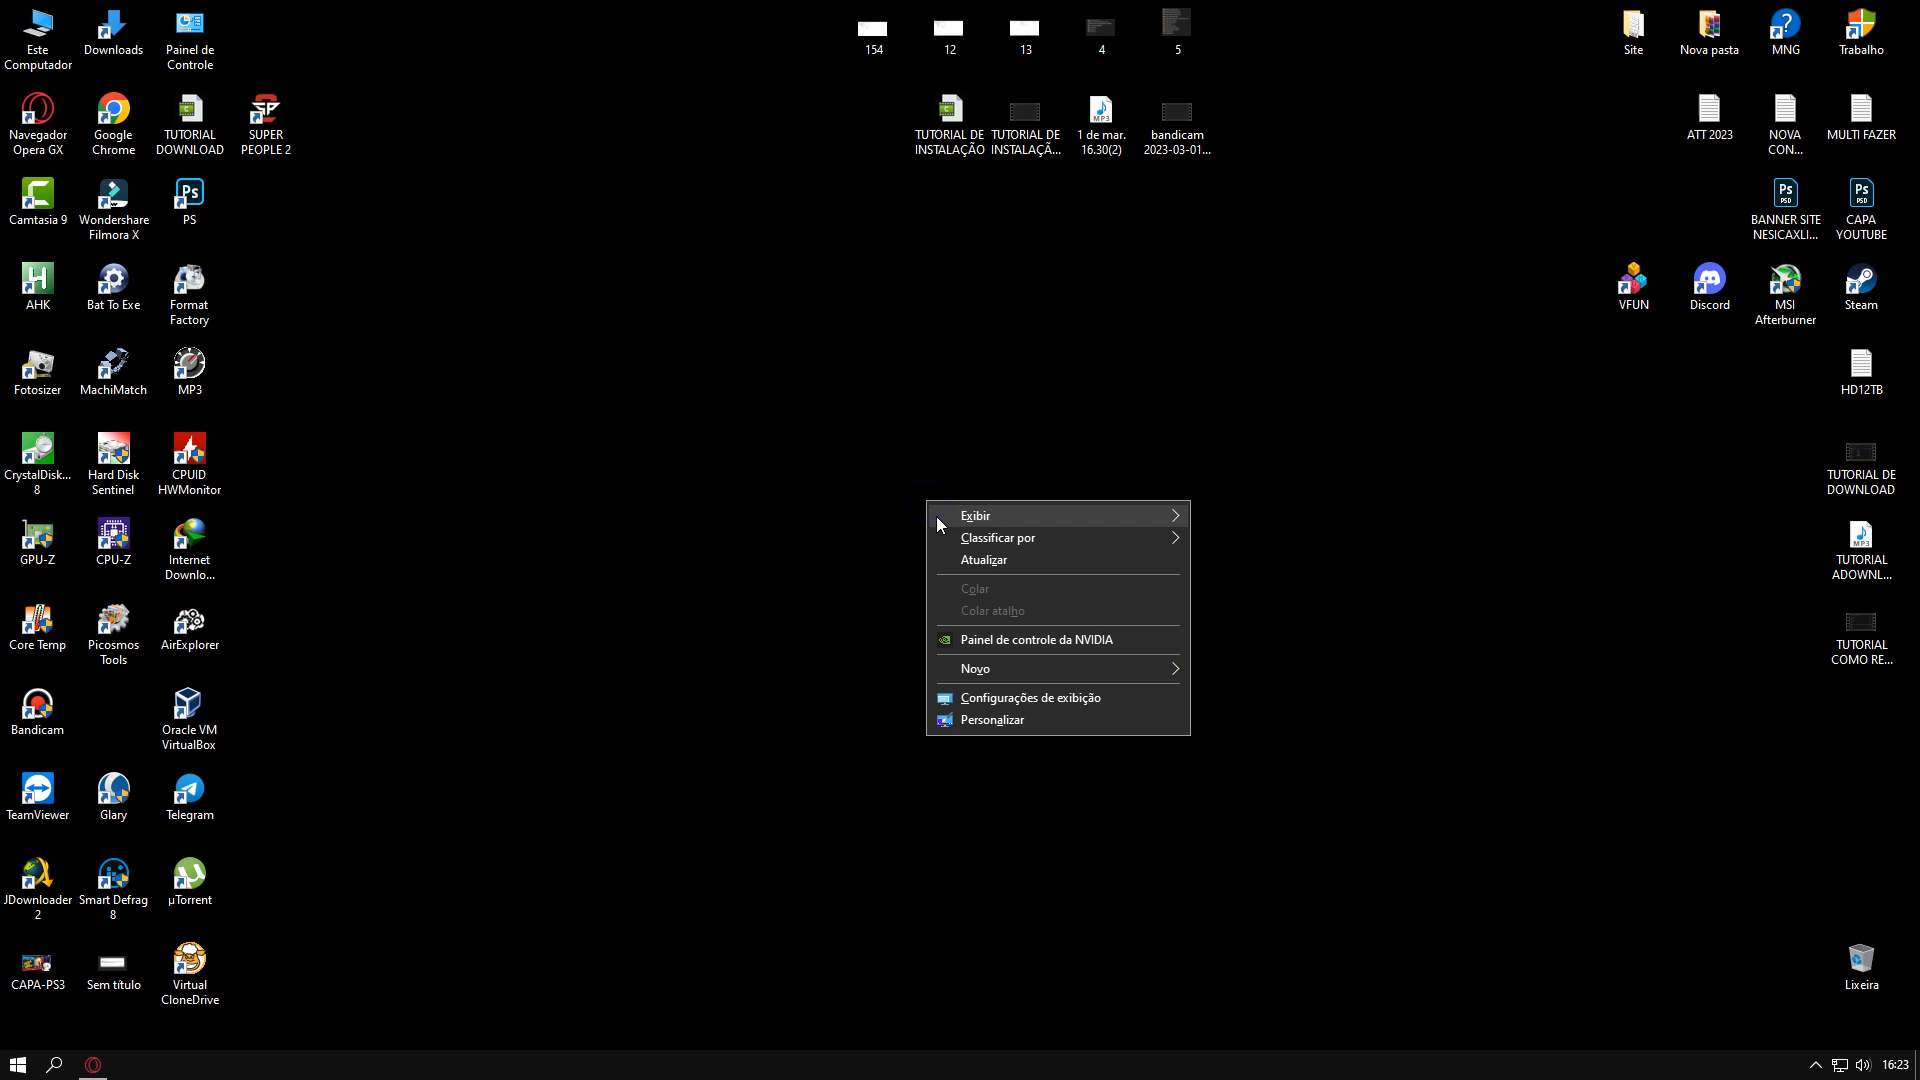 Este
Computador
Downloads
Painel de
Controle
154
12
13
4
5
Site
Nova pasta
MNG
Trabalho
Navegador
Opera GX
Google
Chrome
TUTORIAL
DOWNLOAD
SUPER
PEOPLE 2
TUTORIAL DE
INSTALAÇÃO
TUTORIAL DE
INSTALAÇÃ...
MP3
1 de mar.
16.30(2)
bandicam
2023-03-01...
ATT 2023
NOVA
CON...
MULTI FAZER
Camtasia 9
Wondershare
Filmora X
Ps
PS
Ps
PSD
BANNER SITE
NESICAXLI...
Ps
PSD
CAPA
YOUTUBE
AHK
Bat To Exe
Format
Factory
VFUN
Discord
MSI
Afterburner
Steam
Fotosizer
MachiMatch
MP3
HD12TB
CrystalDisk...
8
Hard Disk
Sentinel
CPUID
HWMonitor
TUTORIAL DE
DOWNLOAD
GPU-Z
CPU-Z
Internet
Downlo...
MP3
TUTORIAL
ADOWNL...
Exibir
Classificar por
Atualizar
Colar
Colar atalho
Painel de controle da NVIDIA
Novo
Configurações de exibição
Personalizar
Core Temp
Picosmos
Tools
AirExplorer
TUTORIAL
COMO RE...
Bandicam
Oracle VM
VirtualBox
TeamViewer
Glary
Telegram
JDownloader
2
Smart Defrag
8
µTorrent
CAPA-PS3
Sem título
Virtual
CloneDrive
Lixeira
16:23